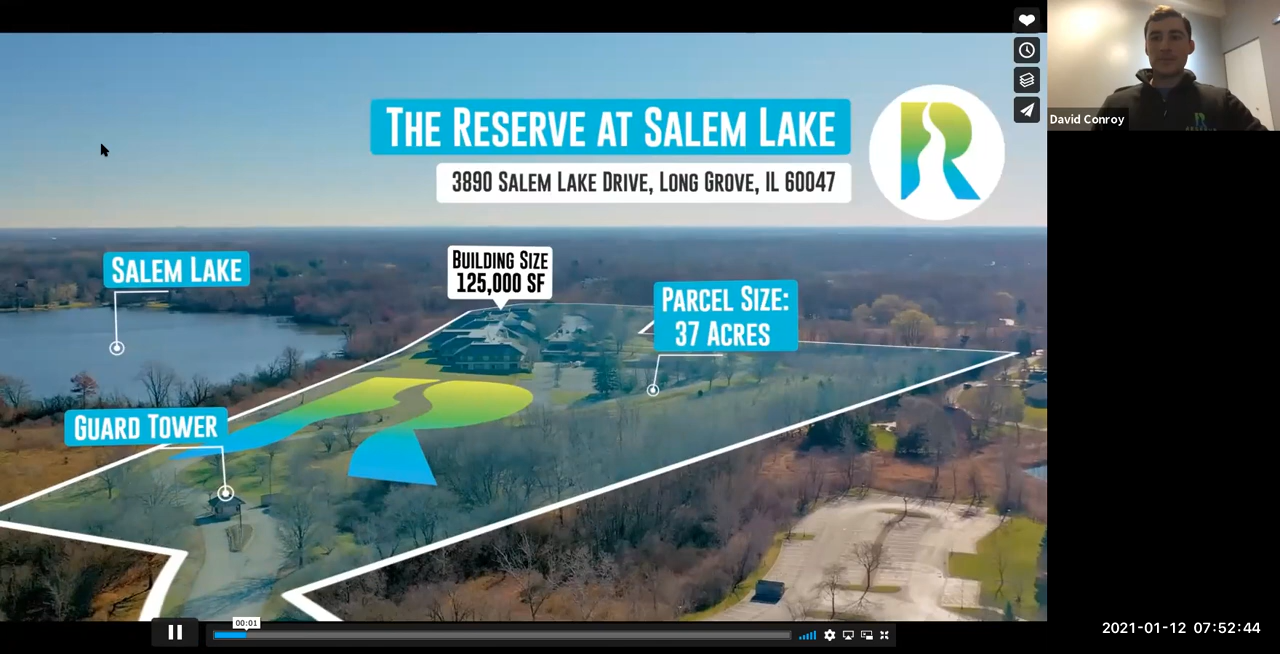 THE RESERVE AT SALEM LAKE
3890 SALEM LAKE DRIVE, LONG GROVE, IL 60047
R
David Conroy
SALEM LAKE
BUILDING SIZE
125,000 SF
PARCEL SIZE:
37 ACRES
GUARD TOWER
00:01
2021-01-12 07:52:44